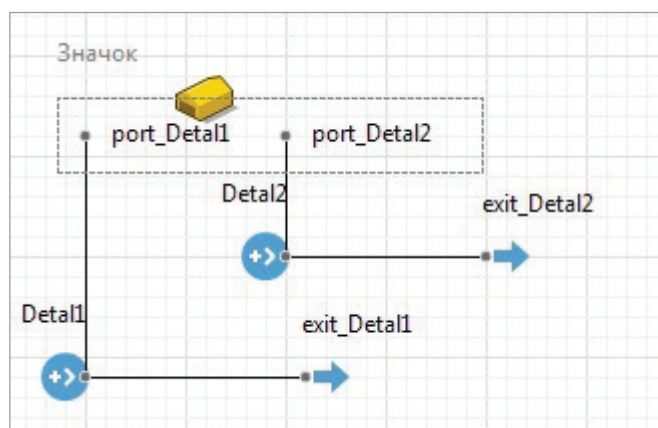 Значок
port_Detal1
port_Detal2
Detal2
exit_Detal2
Detal1
exit_Detal1